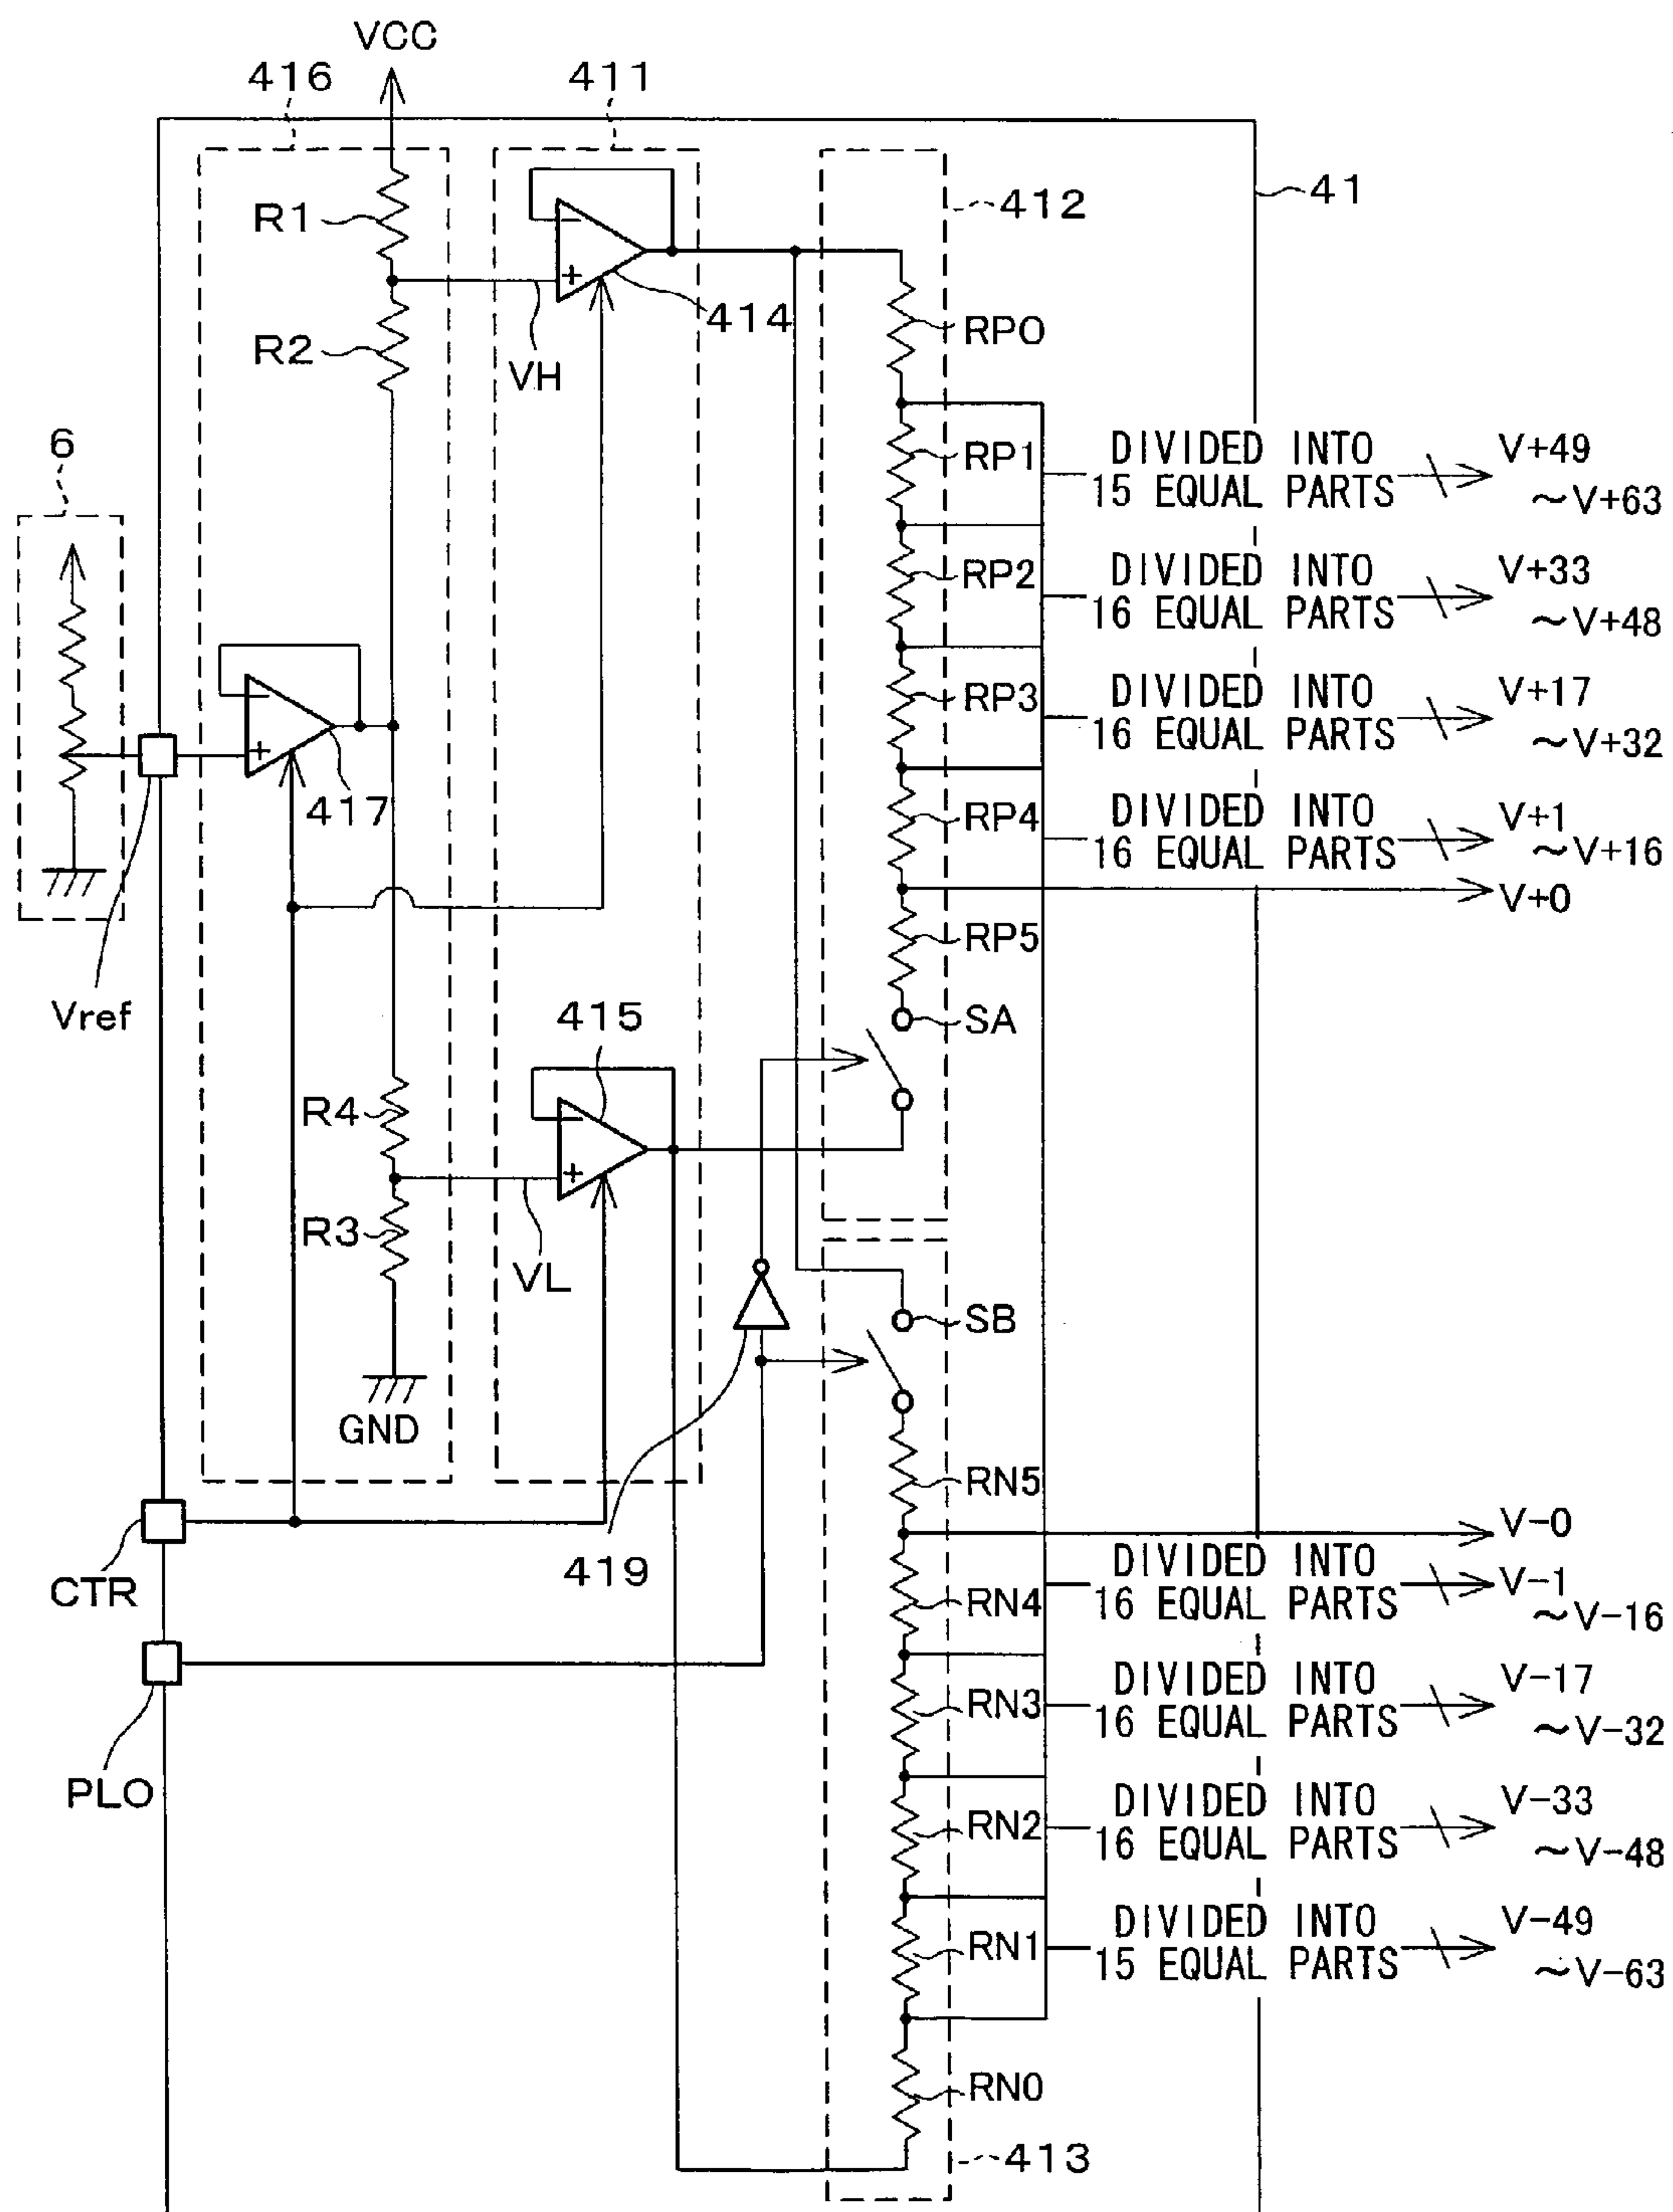 VCC
416
411
R1
412
41
414
RP0
R2
VH
DIVIDED INTO
15 EQUAL PARTS
V+49
~V+63
RP1
6
DIVIDED INTO
16 EQUAL PARTS
V+33
~V+48
RP2
DIVIDED INTO
16 EQUAL PARTS
V+17
~V+32
RP3
417
DIVIDED INTO
16 EQUAL PARTS
V+1
~V+16
RP4
V+0
RP5
Vref
415
SA
R4
R3
VL
SB
GND
RN5
CTR
419
V-0
DIVIDED INTO
16 EQUAL PARTS
V-1
~V-16
RN4
PLO
DIVIDED INTO
16 EQUAL PARTS
V-17
~V-32
RN3
DIVIDED INTO
16 EQUAL PARTS
V-33
~V-48
RN2
DIVIDED INTO
15 EQUAL PARTS
V-49
~V-63
RN1
RN0
413